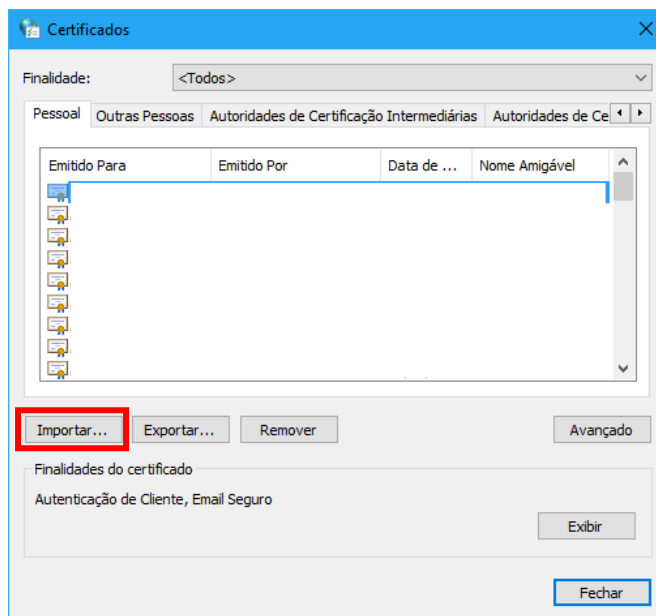 Certificados
Finalidade: <Todos>
Pessoal Outras Pessoas Autoridades de Certificação Intermediárias Autoridades de Ce
Emitido Para Emitido Por Data de ... Nome Amigável
Importar... Exportar... Remover Avançado
Finalidades do certificado
Autenticação de Cliente, Email Seguro
Exibir
Fechar